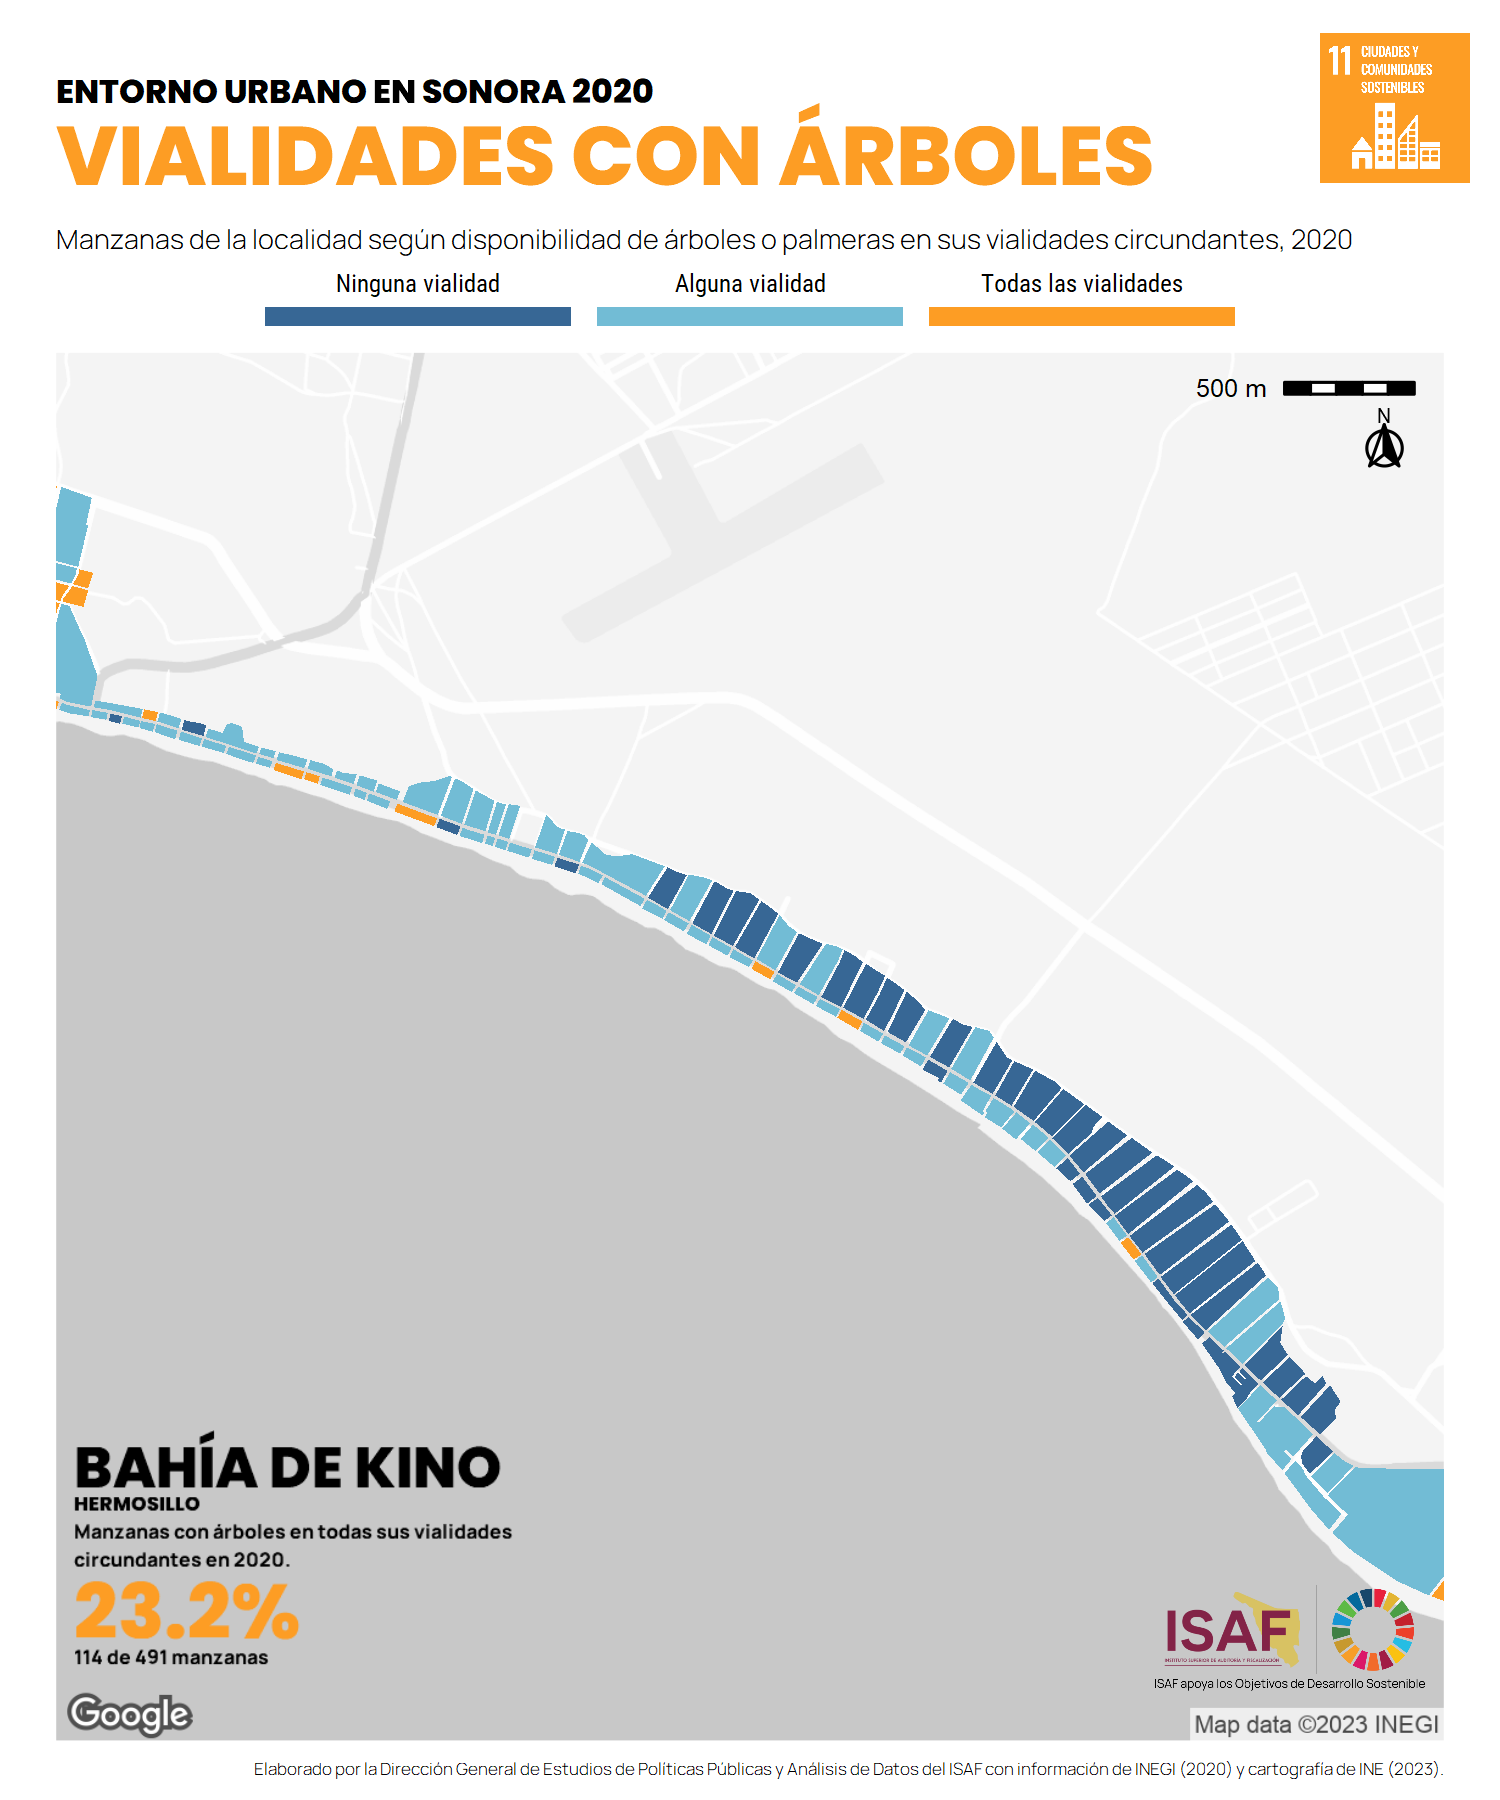 11 CIUDADES Y
COMUNIDADES
SOSTENIBLES
ENTORNO URBANO EN SONORA 2020
VIALIDADES CON ÁRBOLES
Manzanas de la localidad según disponibilidad de árboles o palmeras en sus vialidades circundantes, 2020
Ninguna vialidad
Alguna vialidad
Todas las vialidades
500 m
N
BAHÍA DE KINO
HERMOSILLO
Manzanas con árboles en todas sus vialidades
circundantes en 2020.
23.2%
114 de 491 manzanas
ISAF
INSTITUTO SUPERIOR DE AUDITORÍA Y FISCALIZACIÓN
ISAF apoya los Objetivos de Desarrollo Sostenible
Google
Map data ©2023 INEGI
Elaborado por la Dirección General de Estudios de Políticas Públicas y Análisis de Datos del ISAF con información de INEGI (2020) y cartografía de INE (2023).